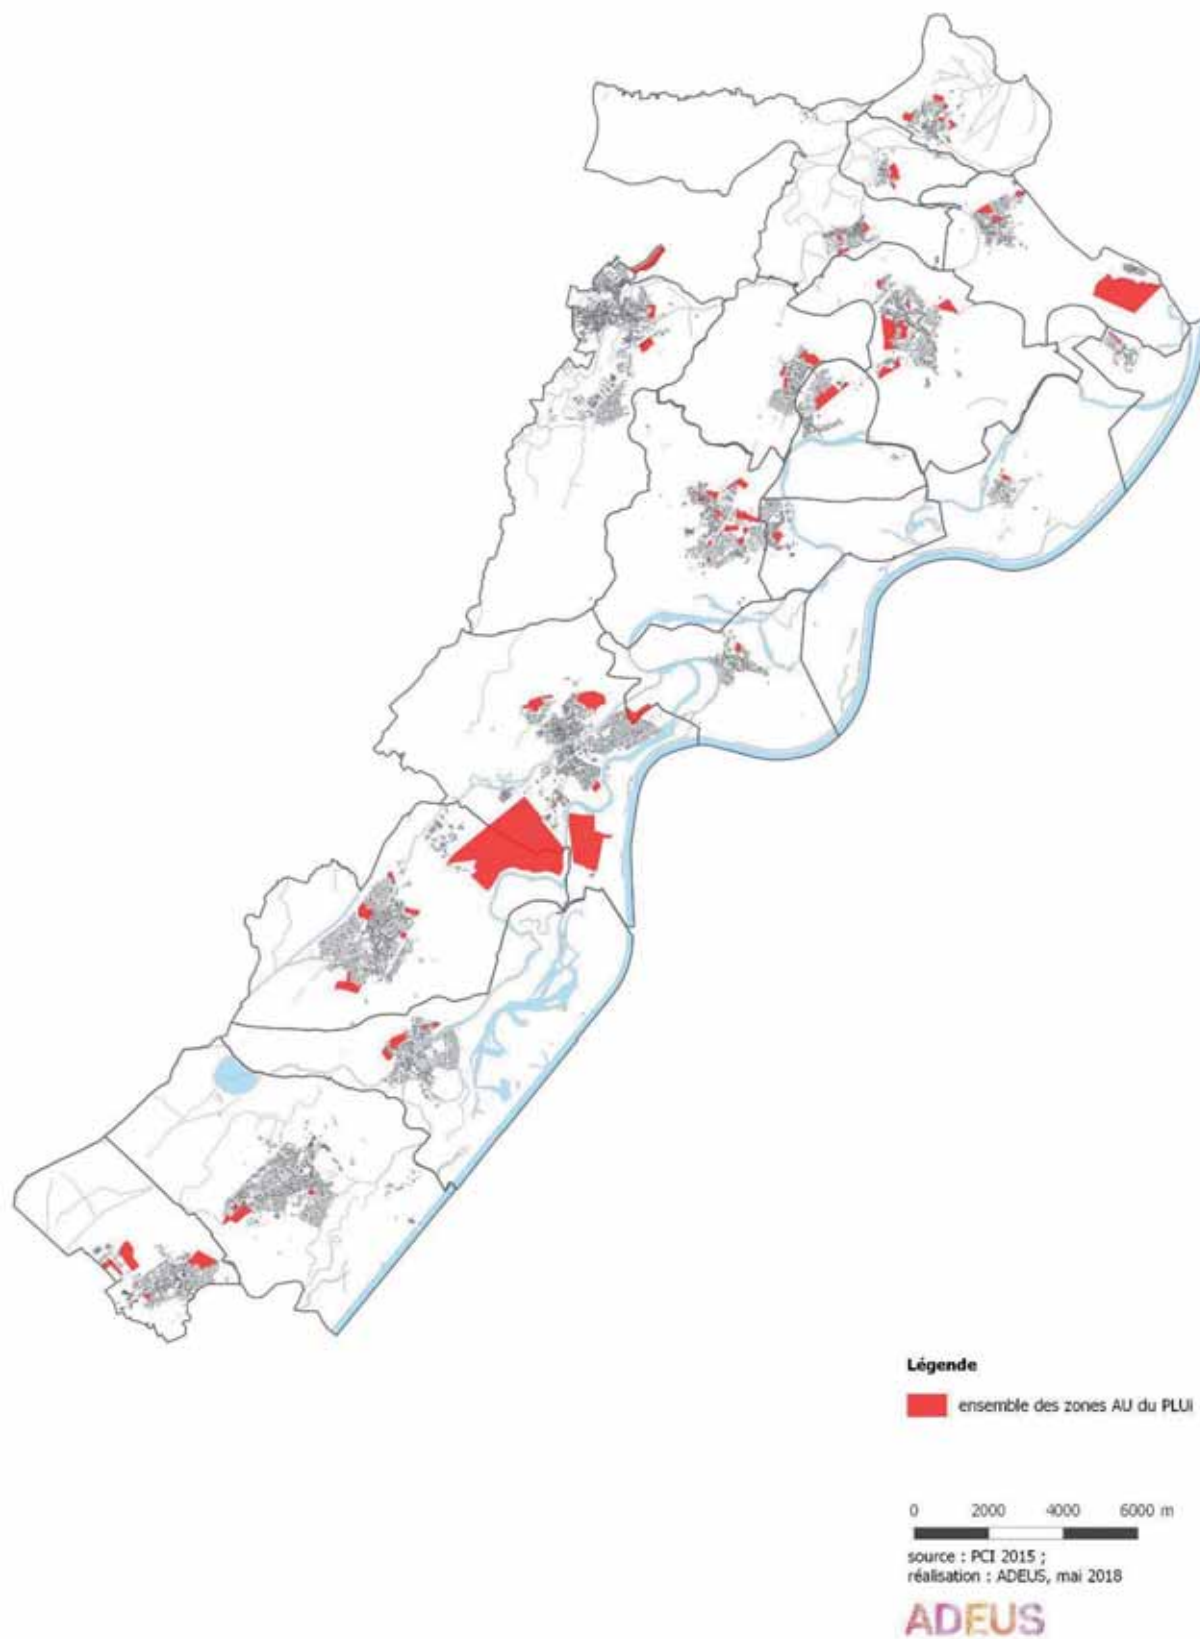 Légende
ensemble des zones AU du PLUi
0 2000 4000 6000 m
source : PCI 2015 ;
réalisation : ADEUS, mai 2018
ADEUS